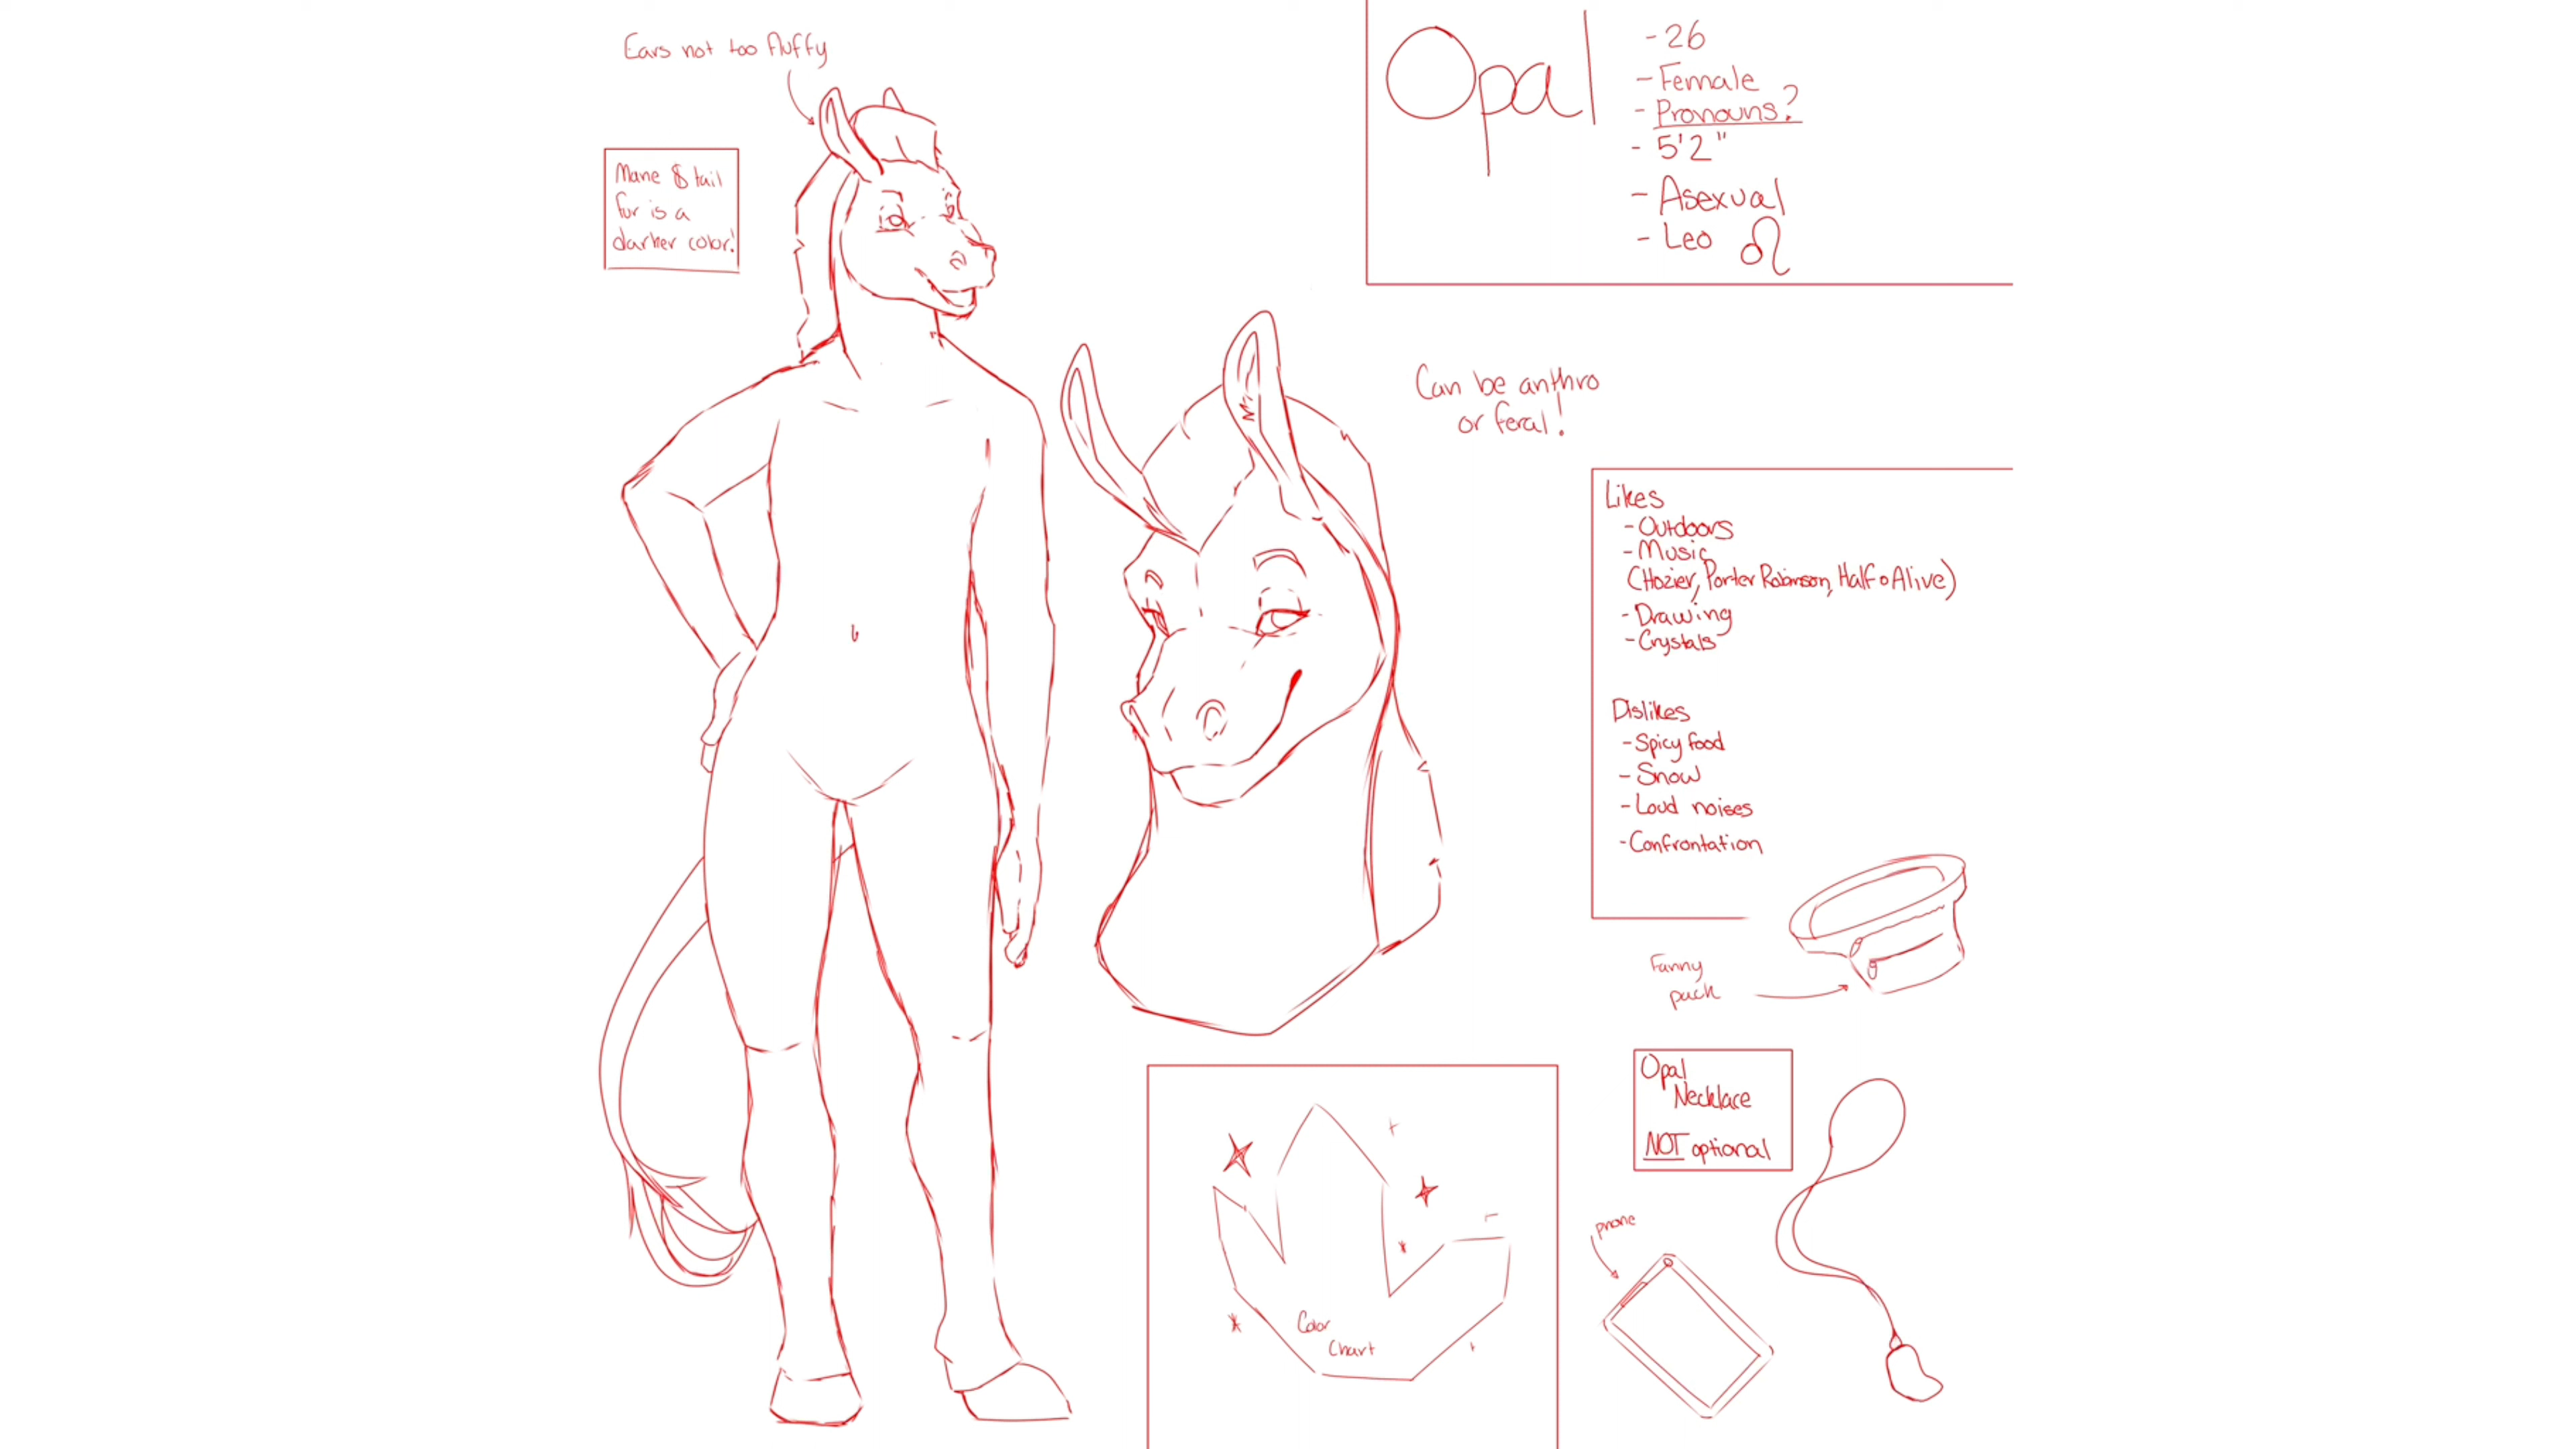 Ears not too fluffy
Mane & tail
fur is a
darker color!
Opal
- 26
- Female
- Pronouns?
- 5'2"
- Asexual
- Leo ♌
Can be anthro
or feral!
Likes
- Outdoors
- Music
(Hozier, Porter Robinson, Half•Alive)
- Drawing
- Crystals
Dislikes
- Spicy food
- Snow
- Loud noises
- Confrontation
Fanny
pack
Opal
Necklace
NOT optional
phone
Color
Chart